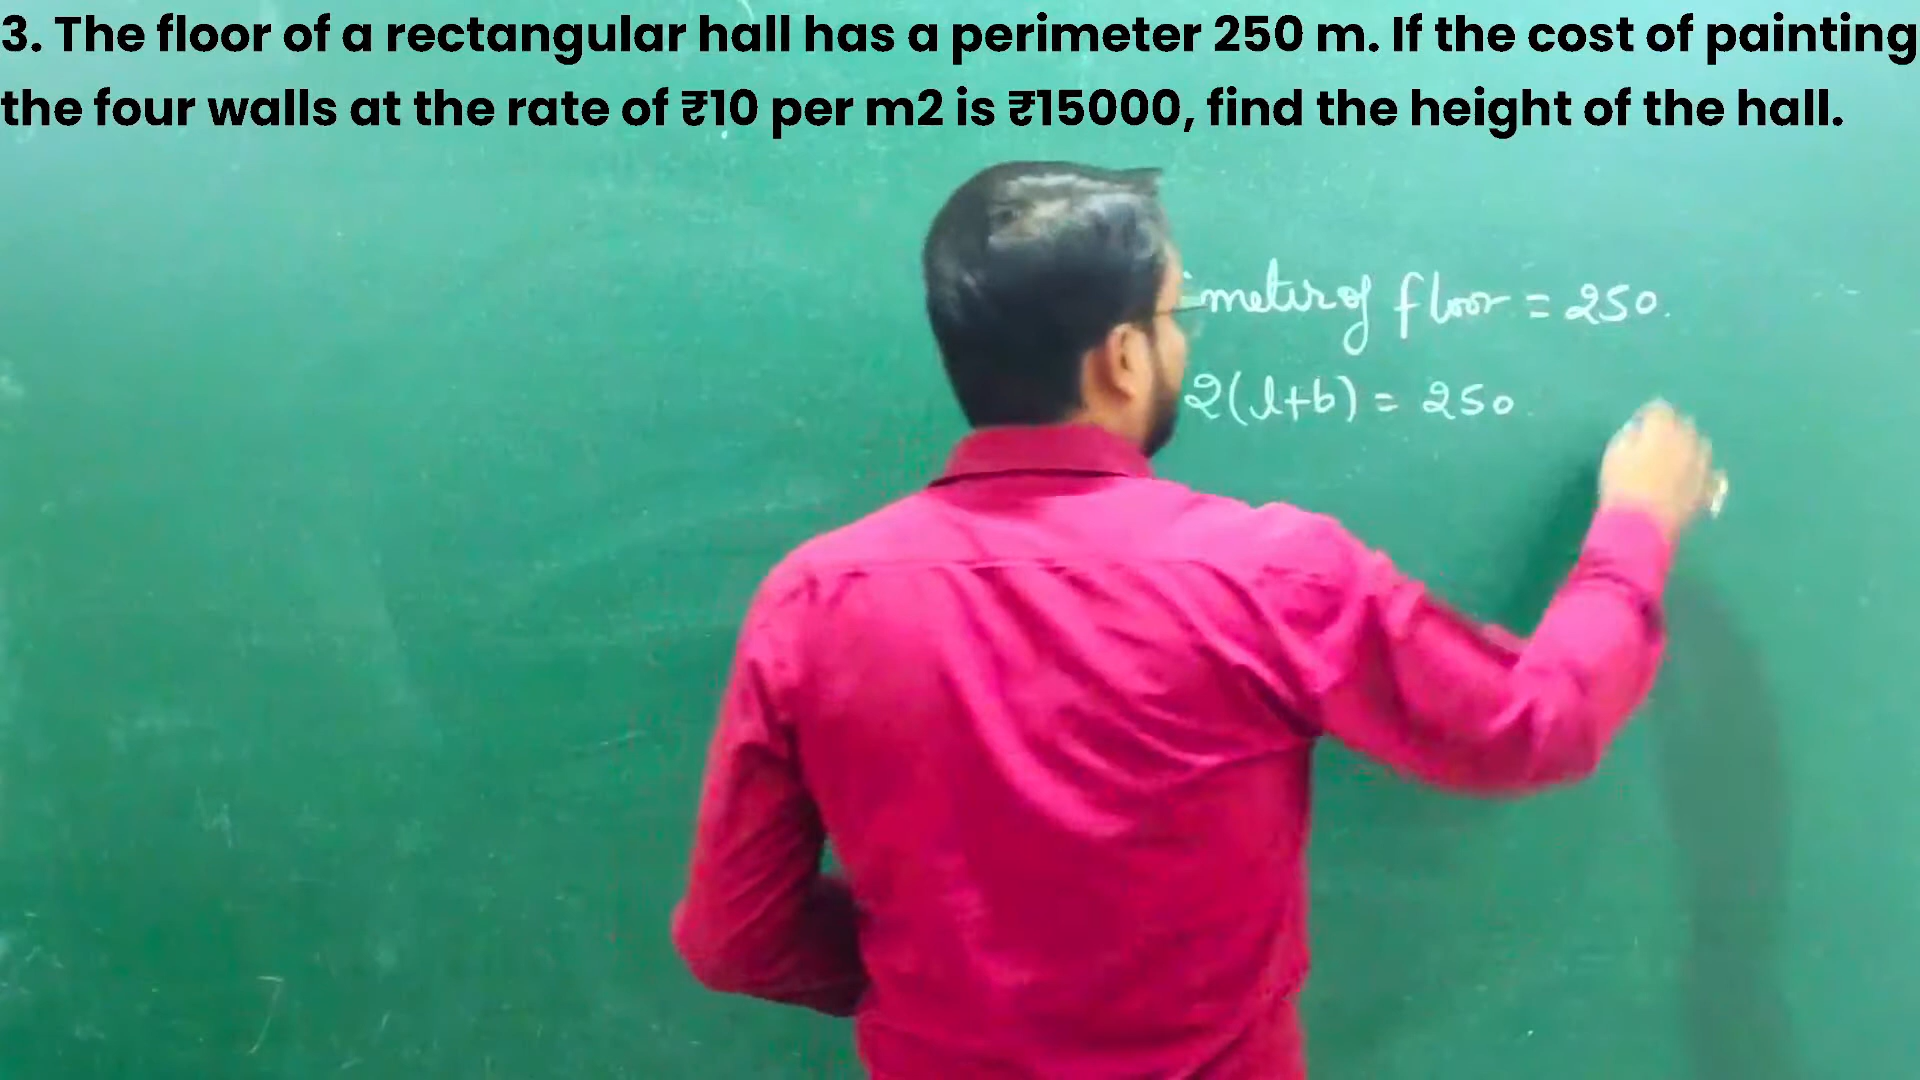 3. The floor of a rectangular hall has a perimeter 250 m. If the cost of painting
the four walls at the rate of ₹10 per m2 is ₹15000, find the height of the hall.
of floor = 250.
2(l+b) = 250